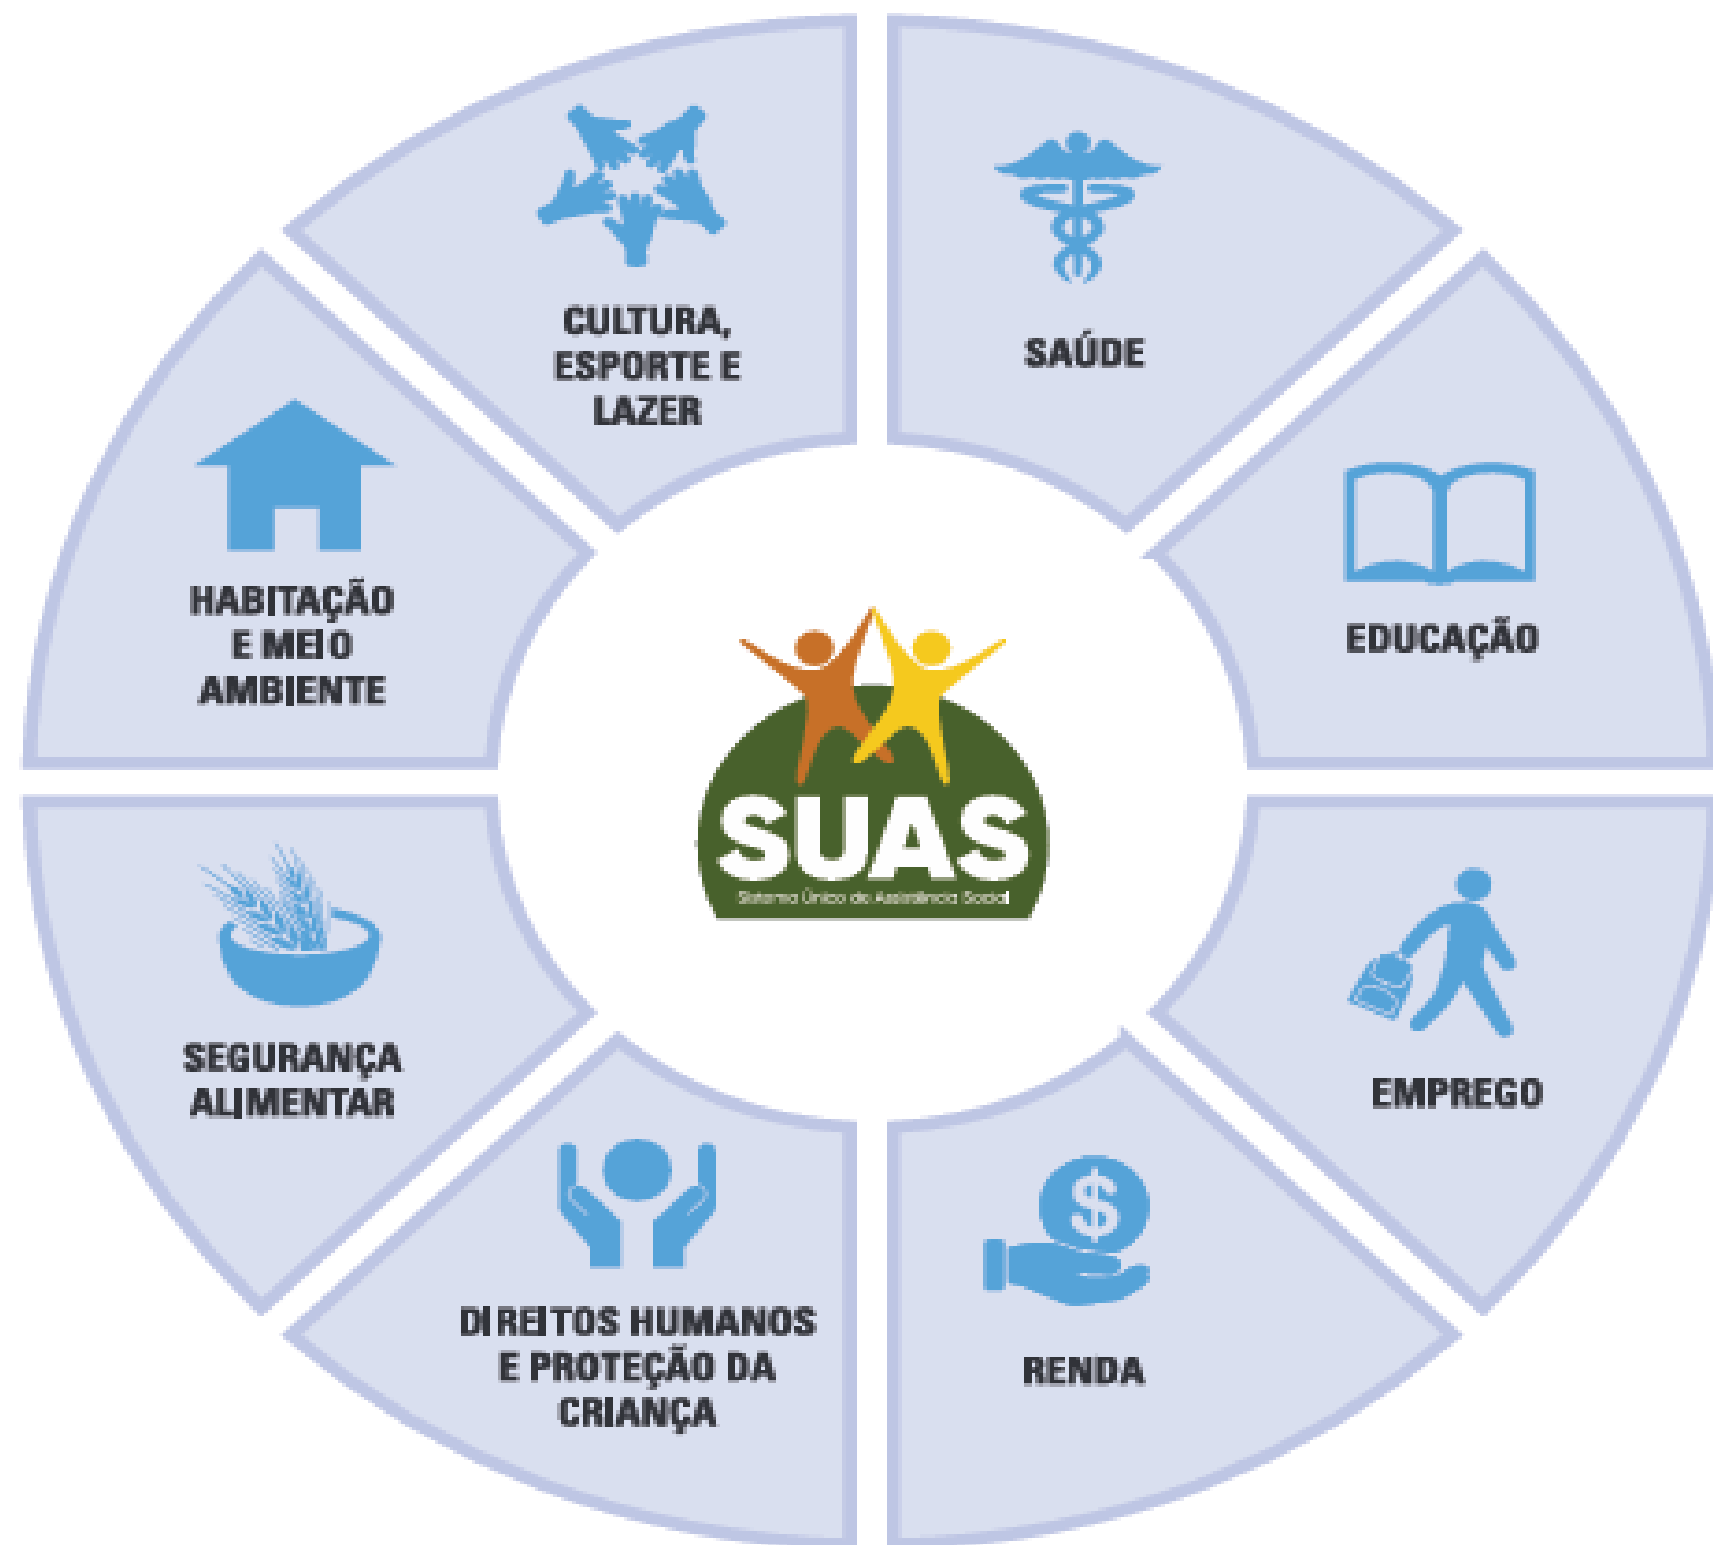 CULTURA,
ESPORTE E
LAZER
SAÚDE
HABITAÇÃO
E MEIO
AMBIENTE
EDUCAÇÃO
SUAS
Sistema Único de Assistência Social
SEGURANÇA
ALIMENTAR
EMPREGO
DIREITOS HUMANOS
E PROTEÇÃO DA
CRIANÇA
$
RENDA